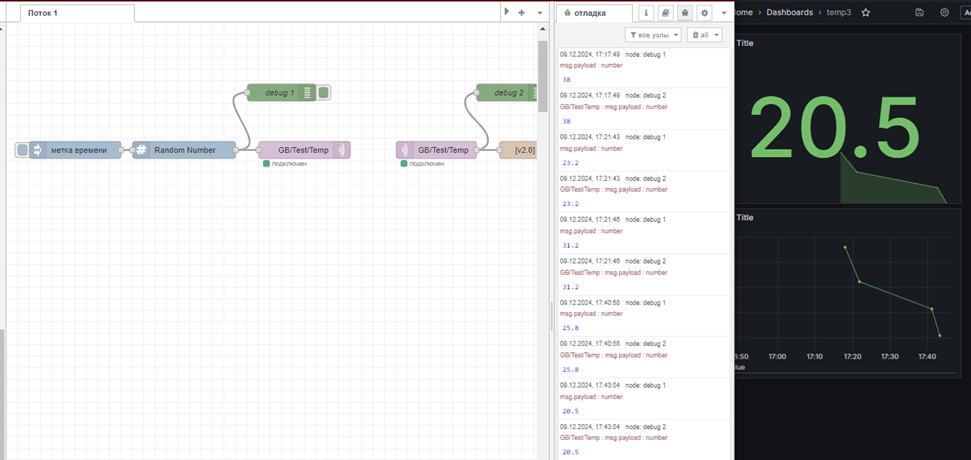 Поток 1
debug 1
debug 2
метка времени
Random Number
GB/Test/Temp
подключен
GB/Test/Temp
подключен
[v2.0]
отладка
все узлы
all
09.12.2024, 17:17:49 node: debug 1
msg.payload : number
38
09.12.2024, 17:17:49 node: debug 2
GB/Test/Temp : msg.payload : number
38
09.12.2024, 17:21:43 node: debug 1
msg.payload : number
23.2
09.12.2024, 17:21:43 node: debug 2
GB/Test/Temp : msg.payload : number
23.2
09.12.2024, 17:21:46 node: debug 1
msg.payload : number
31.2
09.12.2024, 17:21:46 node: debug 2
GB/Test/Temp : msg.payload : number
31.2
09.12.2024, 17:40:58 node: debug 1
msg.payload : number
25.8
09.12.2024, 17:40:58 node: debug 2
GB/Test/Temp : msg.payload : number
25.8
09.12.2024, 17:43:04 node: debug 1
msg.payload : number
20.5
09.12.2024, 17:43:04 node: debug 2
GB/Test/Temp : msg.payload : number
20.5
ome > Dashboards > temp3
Title
20.5
Title
:50 17:00 17:10 17:20 17:30 17:40
lue